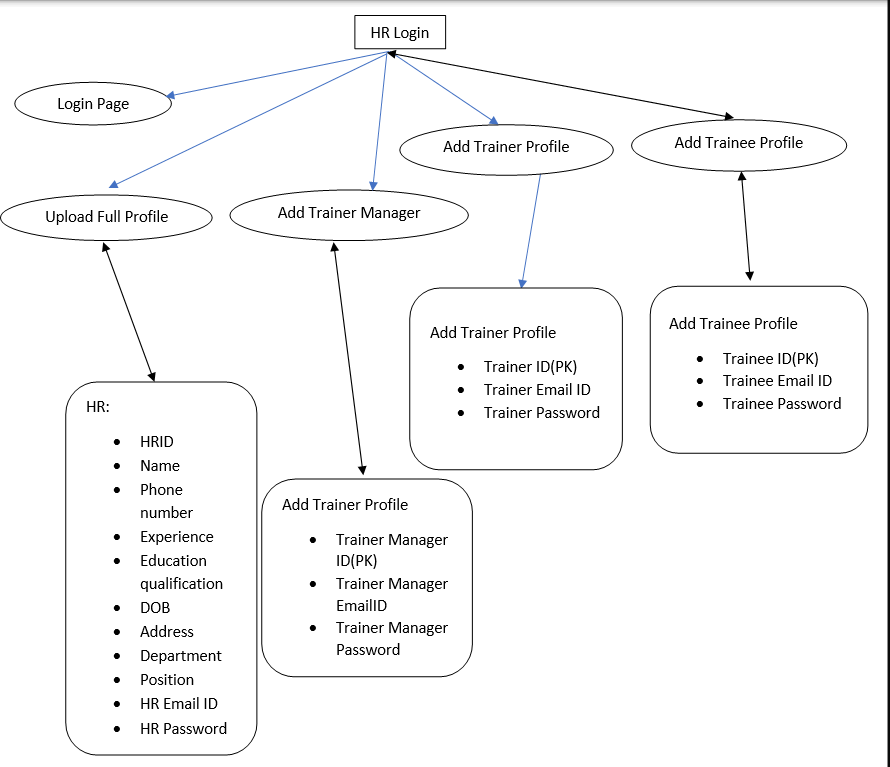 HR Login
Login Page
Add Trainer Profile
Add Trainee Profile
Upload Full Profile
Add Trainer Manager
Add Trainer Profile
• Trainer ID(PK)
• Trainer Email ID
• Trainer Password
Add Trainee Profile
• Trainee ID(PK)
• Trainee Email ID
• Trainee Password
HR:
• HRID
• Name
• Phone
number
• Experience
• Education
qualification
• DOB
• Address
• Department
• Position
• HR Email ID
• HR Password
Add Trainer Profile
• Trainer Manager
ID(PK)
• Trainer Manager
EmailID
• Trainer Manager
Password